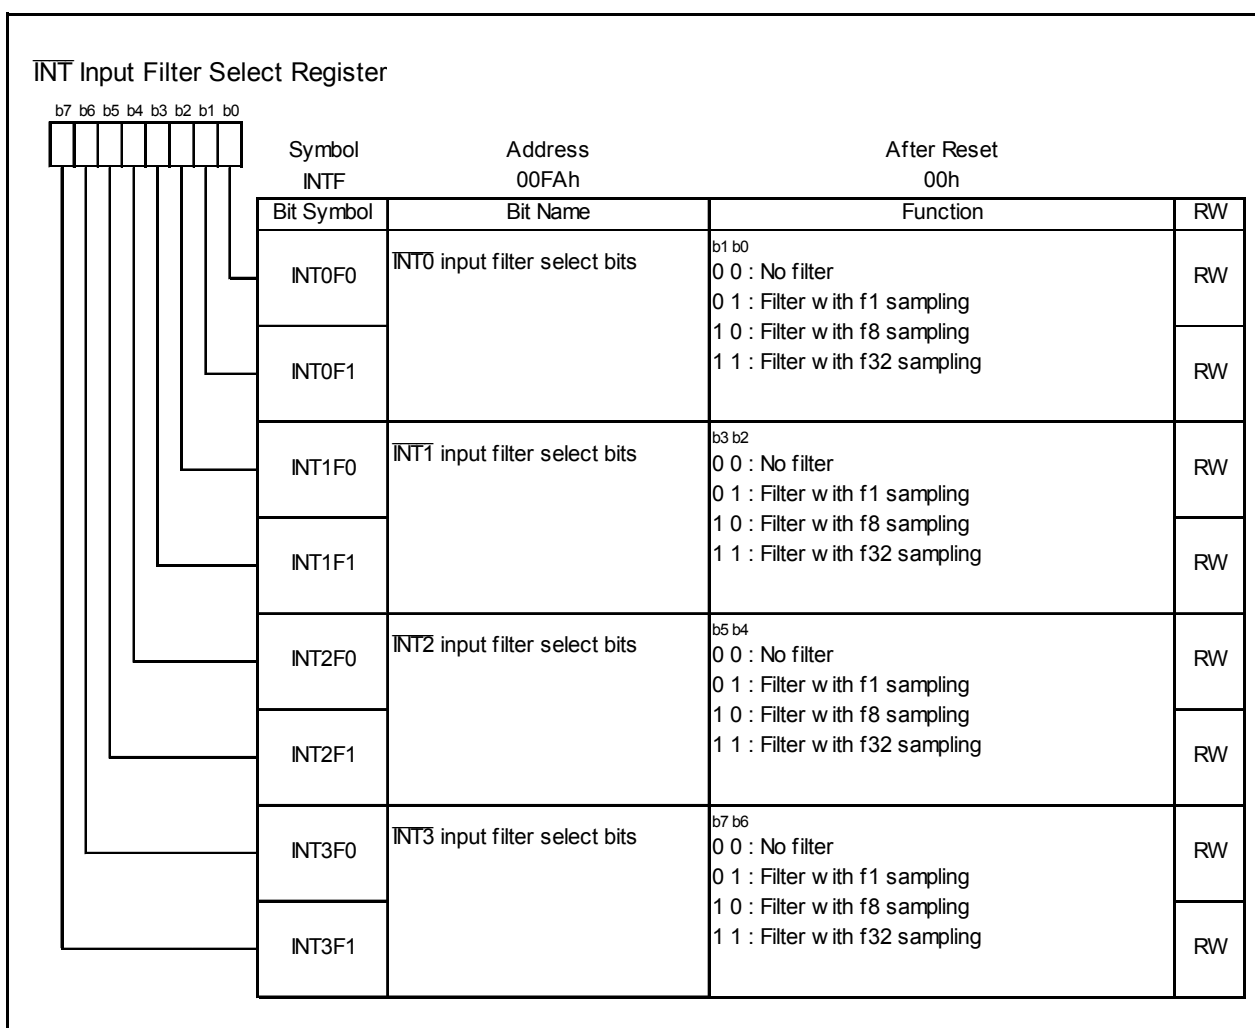 INT Input Filter Select Register
b7 b6 b5 b4 b3 b2 b1 b0
Symbol Address After Reset
INTF 00FAh 00h
Bit Symbol Bit Name Function RW
INT0F0 INT0 input filter select bits b1 b0
0 0 : No filter
0 1 : Filter with f1 sampling
1 0 : Filter with f8 sampling
1 1 : Filter with f32 sampling
RW
INT0F1 RW
INT1F0 INT1 input filter select bits b3 b2
0 0 : No filter
0 1 : Filter with f1 sampling
1 0 : Filter with f8 sampling
1 1 : Filter with f32 sampling
RW
INT1F1 RW
INT2F0 INT2 input filter select bits b5 b4
0 0 : No filter
0 1 : Filter with f1 sampling
1 0 : Filter with f8 sampling
1 1 : Filter with f32 sampling
RW
INT2F1 RW
INT3F0 INT3 input filter select bits b7 b6
0 0 : No filter
0 1 : Filter with f1 sampling
1 0 : Filter with f8 sampling
1 1 : Filter with f32 sampling
RW
INT3F1 RW